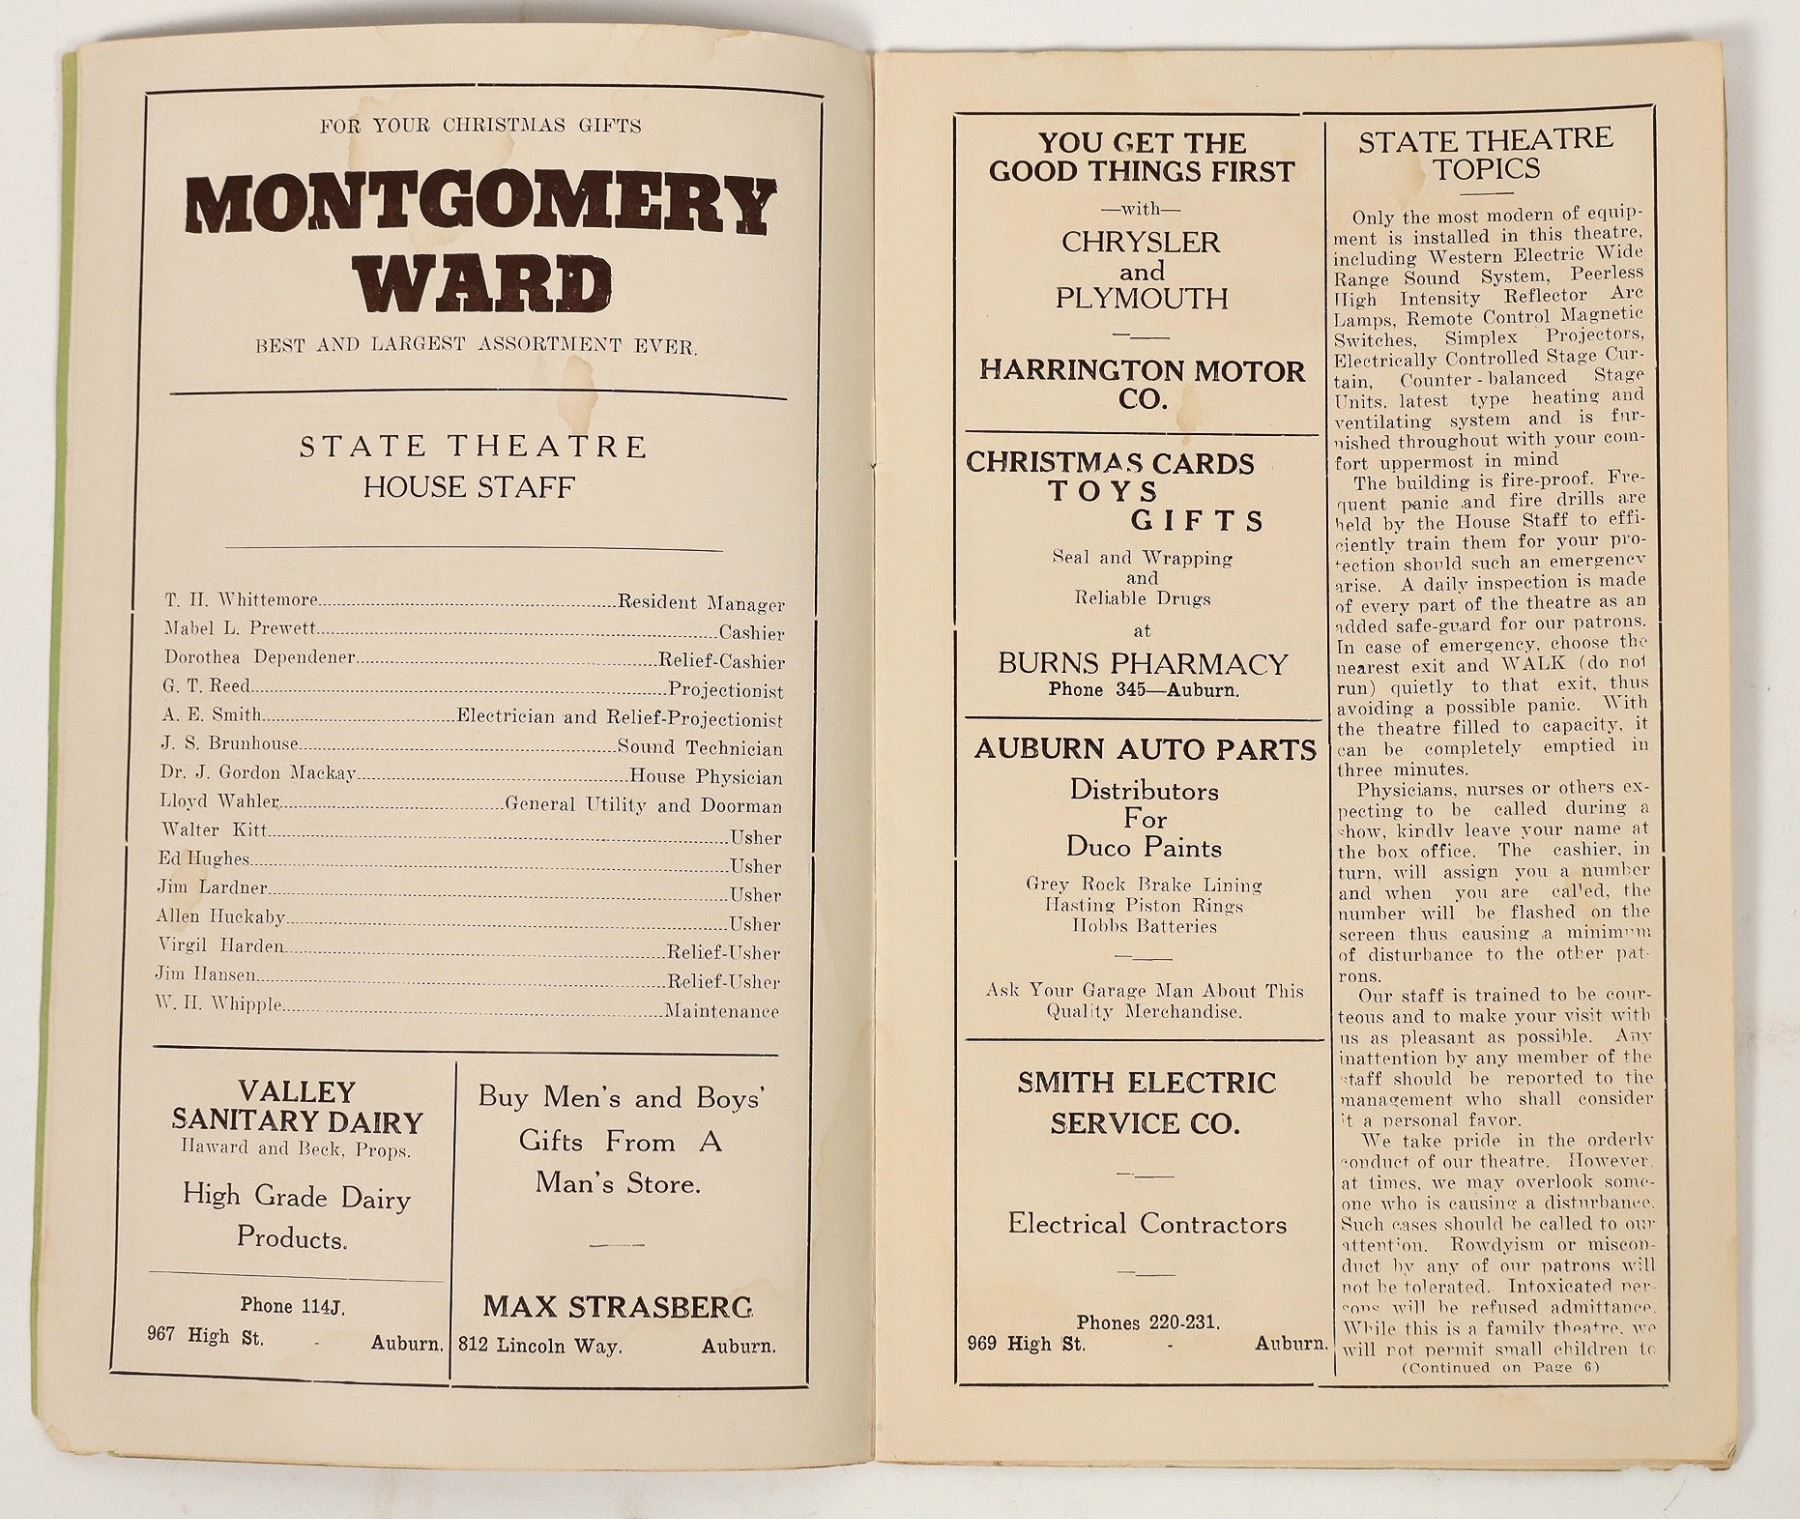 FOR YOUR CHRISTMAS GIFTS
MONTGOMERY
WARD
BEST AND LARGEST ASSORTMENT EVER.
STATE THEATRE
HOUSE STAFF
T. H. Whittemore Resident Manager
Mabel L. Prewett Cashier
Dorothea Dependener Relief-Cashier
G. T. Reed Projectionist
A. E. Smith Electrician and Relief-Projectionist
J. S. Brunhouse Sound Technician
Dr. J. Gordon Mackay House Physician
Lloyd Wahler General Utility and Doorman
Walter Kitt Usher
Ed Hughes Usher
Jim Lardner Usher
Allen Huckaby Usher
Virgil Harden Relief-Usher
Jim Hansen Relief-Usher
W. H. Whipple Maintenance
VALLEY
SANITARY DAIRY
Haward and Beck, Props.
High Grade Dairy
Products.
Phone 114J.
967 High St. - Auburn.
Buy Men's and Boys'
Gifts From A
Man's Store.
MAX STRASBERG
812 Lincoln Way. Auburn.
YOU GET THE
GOOD THINGS FIRST
—with—
CHRYSLER
and
PLYMOUTH
HARRINGTON MOTOR
CO.
CHRISTMAS CARDS
TOYS
GIFTS
Seal and Wrapping
and
Reliable Drugs
at
BURNS PHARMACY
Phone 345—Auburn.
AUBURN AUTO PARTS
Distributors
For
Duco Paints
Grey Rock Brake Lining
Hasting Piston Rings
Hobbs Batteries
Ask Your Garage Man About This
Quality Merchandise.
SMITH ELECTRIC
SERVICE CO.
Electrical Contractors
Phones 220-231.
969 High St. - Auburn.
STATE THEATRE
TOPICS
Only the most modern of equip-
ment is installed in this theatre,
including Western Electric Wide
Range Sound System, Peerless
High Intensity Reflector Arc
Lamps, Remote Control Magnetic
Switches, Simplex Projectors,
Electrically Controlled Stage Cur-
tain, Counter-balanced Stage
Units, latest type heating and
ventilating system and is fur-
nished throughout with your com-
fort uppermost in mind
The building is fire-proof. Fre-
quent panic and fire drills are
held by the House Staff to effi-
ciently train them for your pro-
tection should such an emergency
arise. A daily inspection is made
of every part of the theatre as an
added safe-guard for our patrons.
In case of emergency, choose the
nearest exit and WALK (do not
run) quietly to that exit, thus
avoiding a possible panic. With
the theatre filled to capacity, it
can be completely emptied in
three minutes.
Physicians, nurses or others ex-
pecting to be called during a
show, kindly leave your name at
the box office. The cashier, in
turn, will assign you a number
and when you are called, the
number will be flashed on the
screen thus causing a minimum
of disturbance to the other pat-
rons.
Our staff is trained to be cour-
teous and to make your visit with
us as pleasant as possible. Any
inattention by any member of the
staff should be reported to the
management who shall consider
it a personal favor.
We take pride in the orderly
conduct of our theatre. However,
at times, we may overlook some-
one who is causing a disturbance.
Such cases should be called to our
attention. Rowdyism or miscon-
duct by any of our patrons will
not be tolerated. Intoxicated per-
sons will be refused admittance.
While this is a family theatre, we
will not permit small children to
(Continued on Page 6)